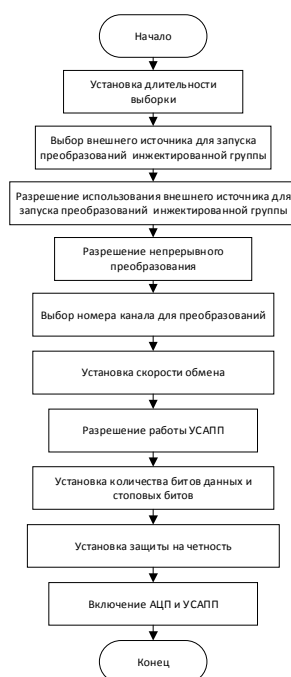 Начало
Установка длительности
выборки
Выбор внешнего источника для запуска
преобразований инжектированной группы
Разрешение использования внешнего источника для
запуска преобразований инжектированной группы
Разрешение непрерывного
преобразования
Выбор номера канала для преобразований
Установка скорости обмена
Разрешение работы УСАПП
Установка количества битов данных и
стоповых битов
Установка защиты на четность
Включение АЦП и УСАПП
Конец